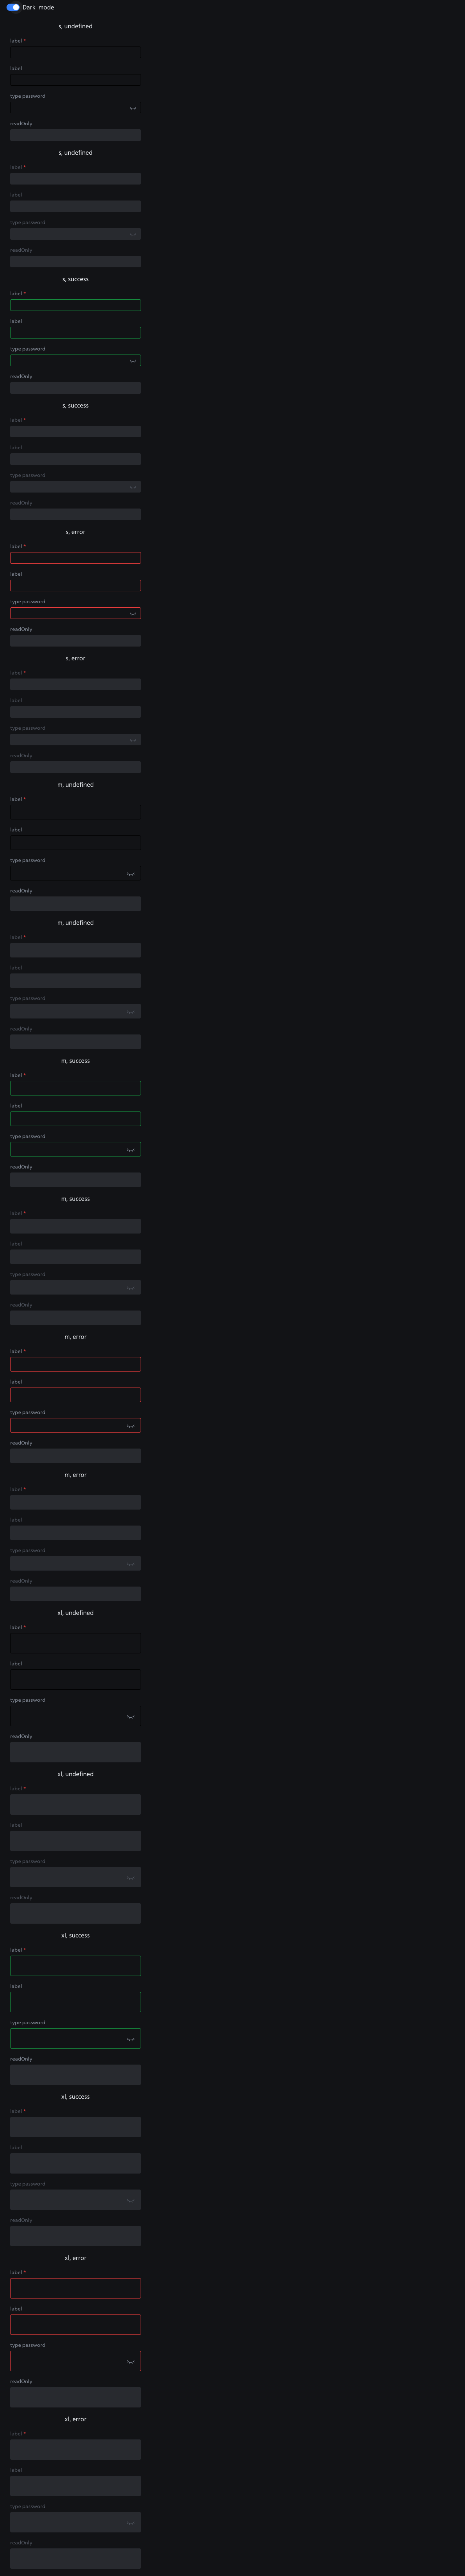 Dark_mode
s, undefined
label *
label
type password
readOnly
s, undefined
label *
label
type password
readOnly
s, success
label *
label
type password
readOnly
s, success
label *
label
type password
readOnly
s, error
label *
label
type password
readOnly
s, error
label *
label
type password
readOnly
m, undefined
label *
label
type password
readOnly
m, undefined
label *
label
type password
readOnly
m, success
label *
label
type password
readOnly
m, success
label *
label
type password
readOnly
m, error
label *
label
type password
readOnly
m, error
label *
label
type password
readOnly
xl, undefined
label *
label
type password
readOnly
xl, undefined
label *
label
type password
readOnly
xl, success
label *
label
type password
readOnly
xl, success
label *
label
type password
readOnly
xl, error
label *
label
type password
readOnly
xl, error
label *
label
type password
readOnly